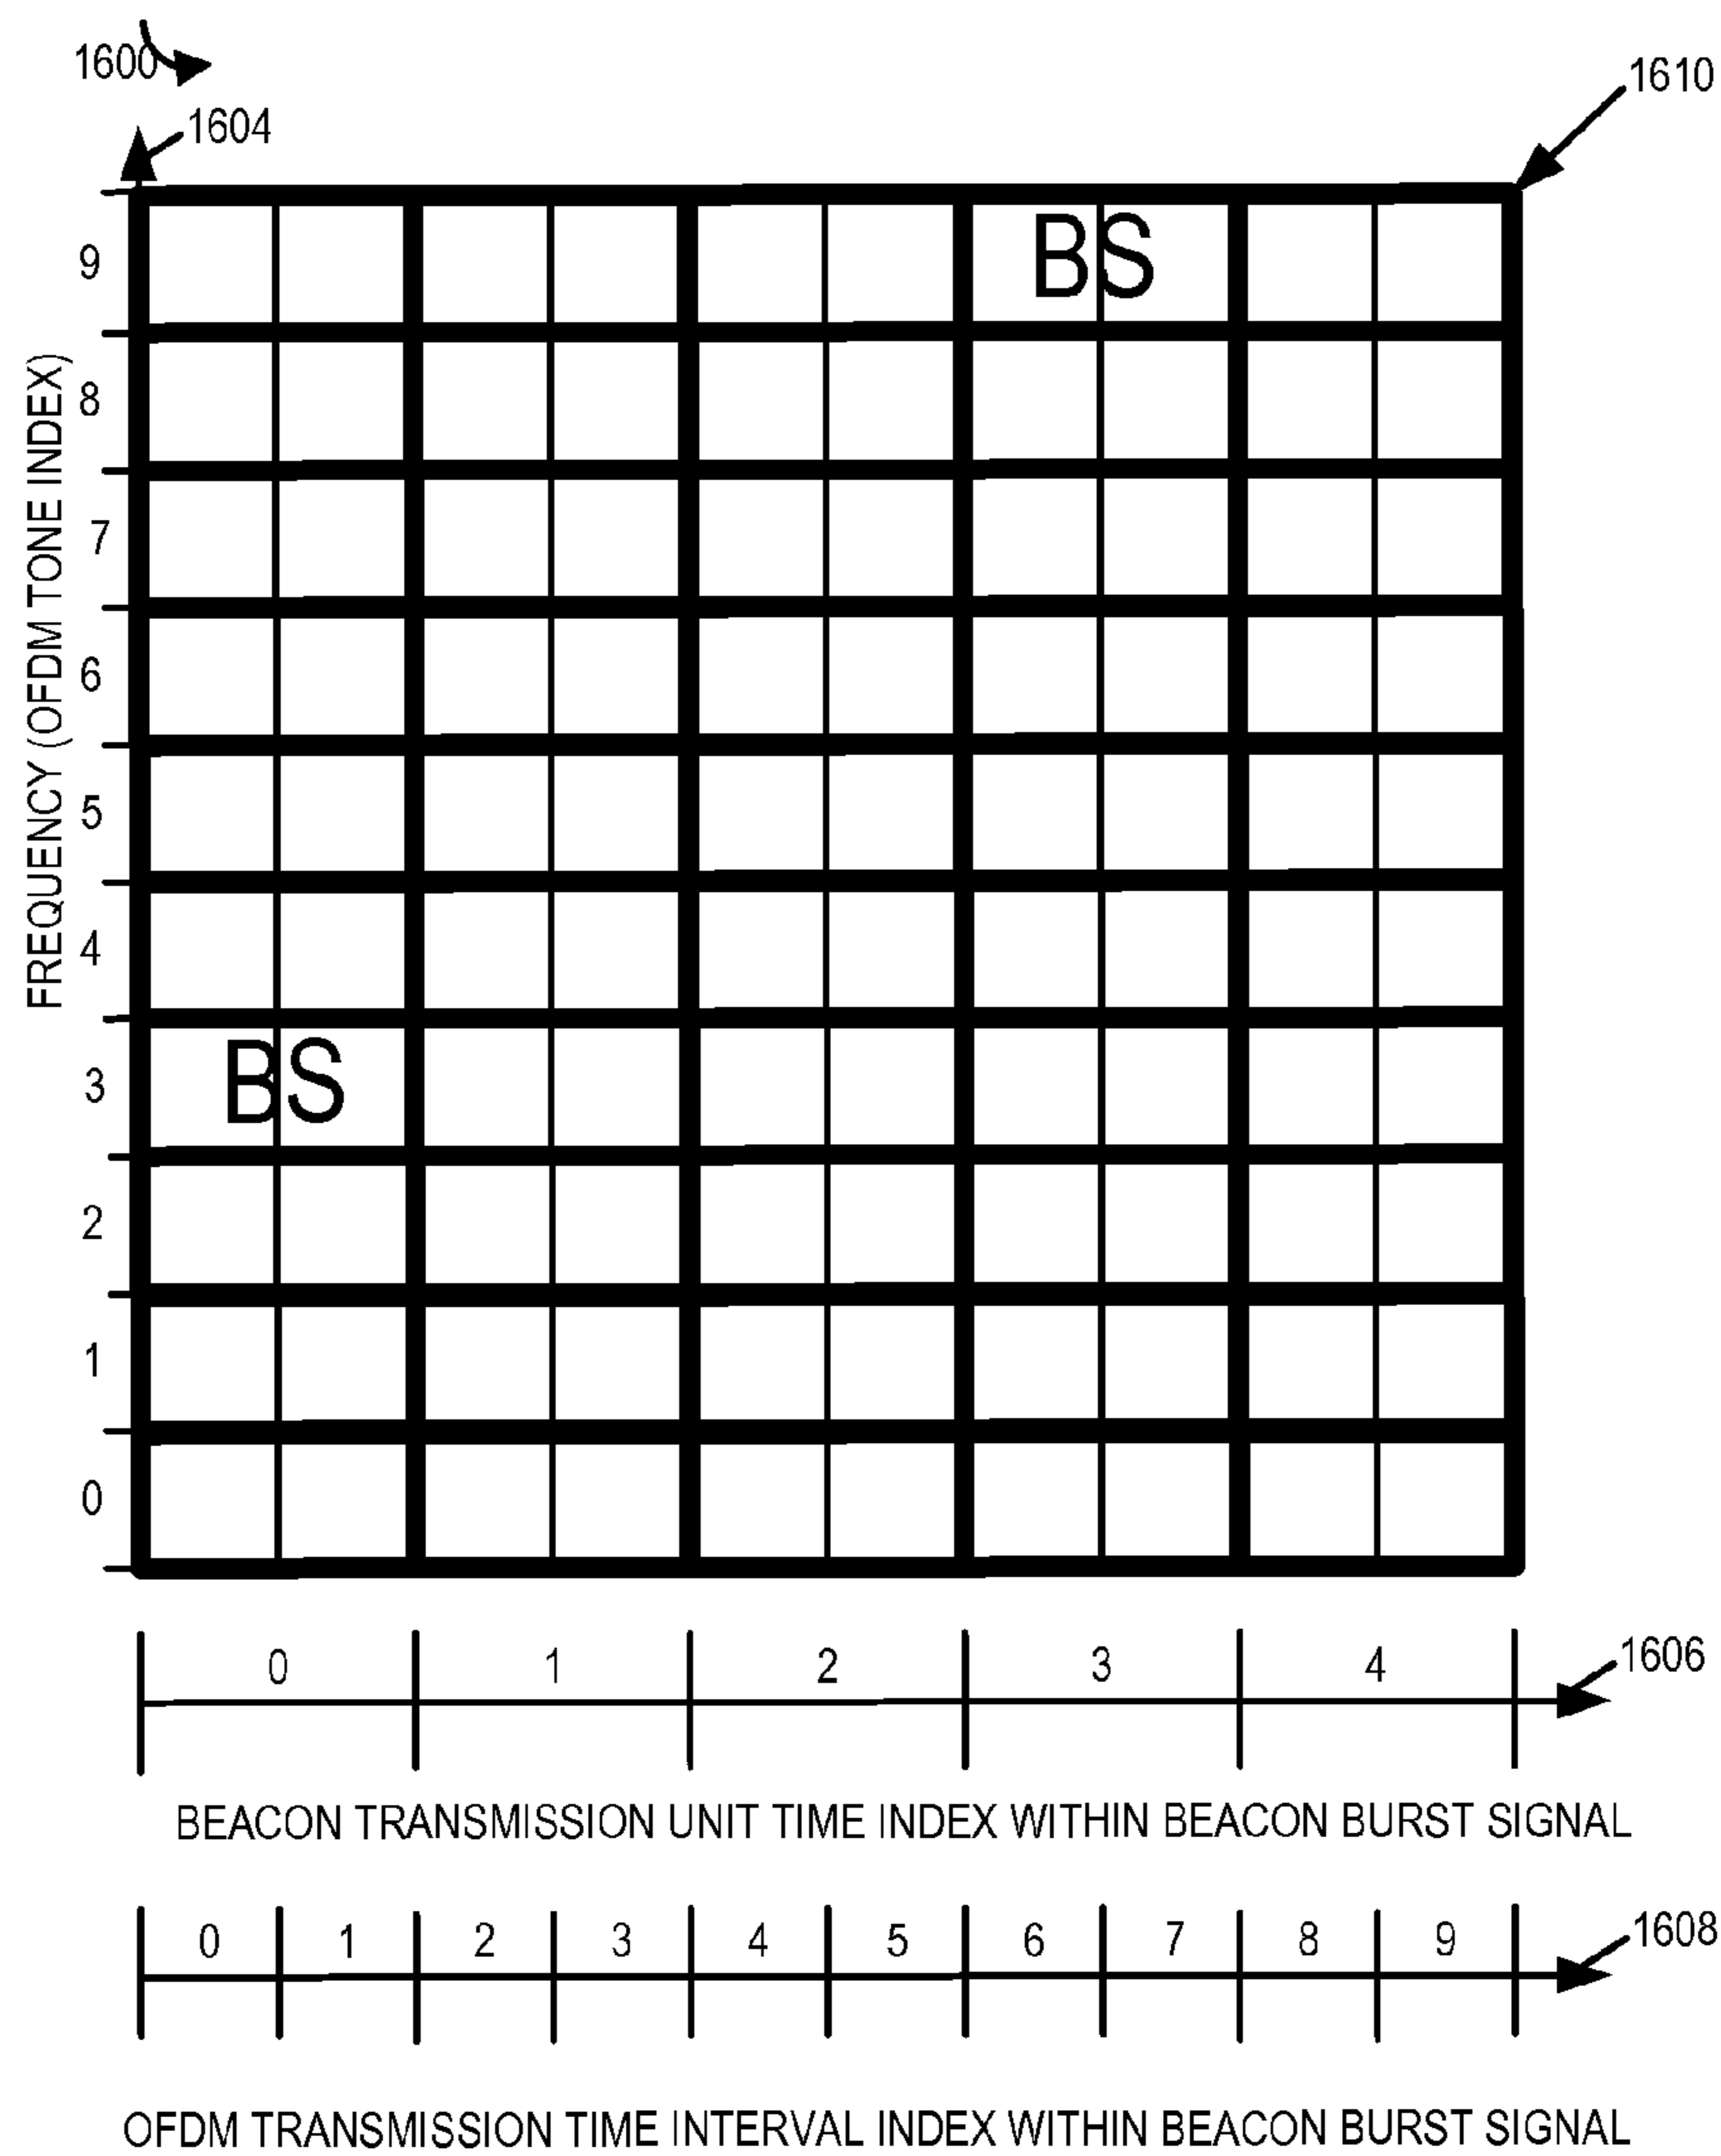 1600
1610
1604
FREQUENCY (OFDM TONE INDEX)
9
BS
8
7
6
5
4
3
BS
2
1
0
0 1 2 3 4 1606
BEACON TRANSMISSION UNIT TIME INDEX WITHIN BEACON BURST SIGNAL
0 1 2 3 4 5 6 7 8 9 1608
OFDM TRANSMISSION TIME INTERVAL INDEX WITHIN BEACON BURST SIGNAL